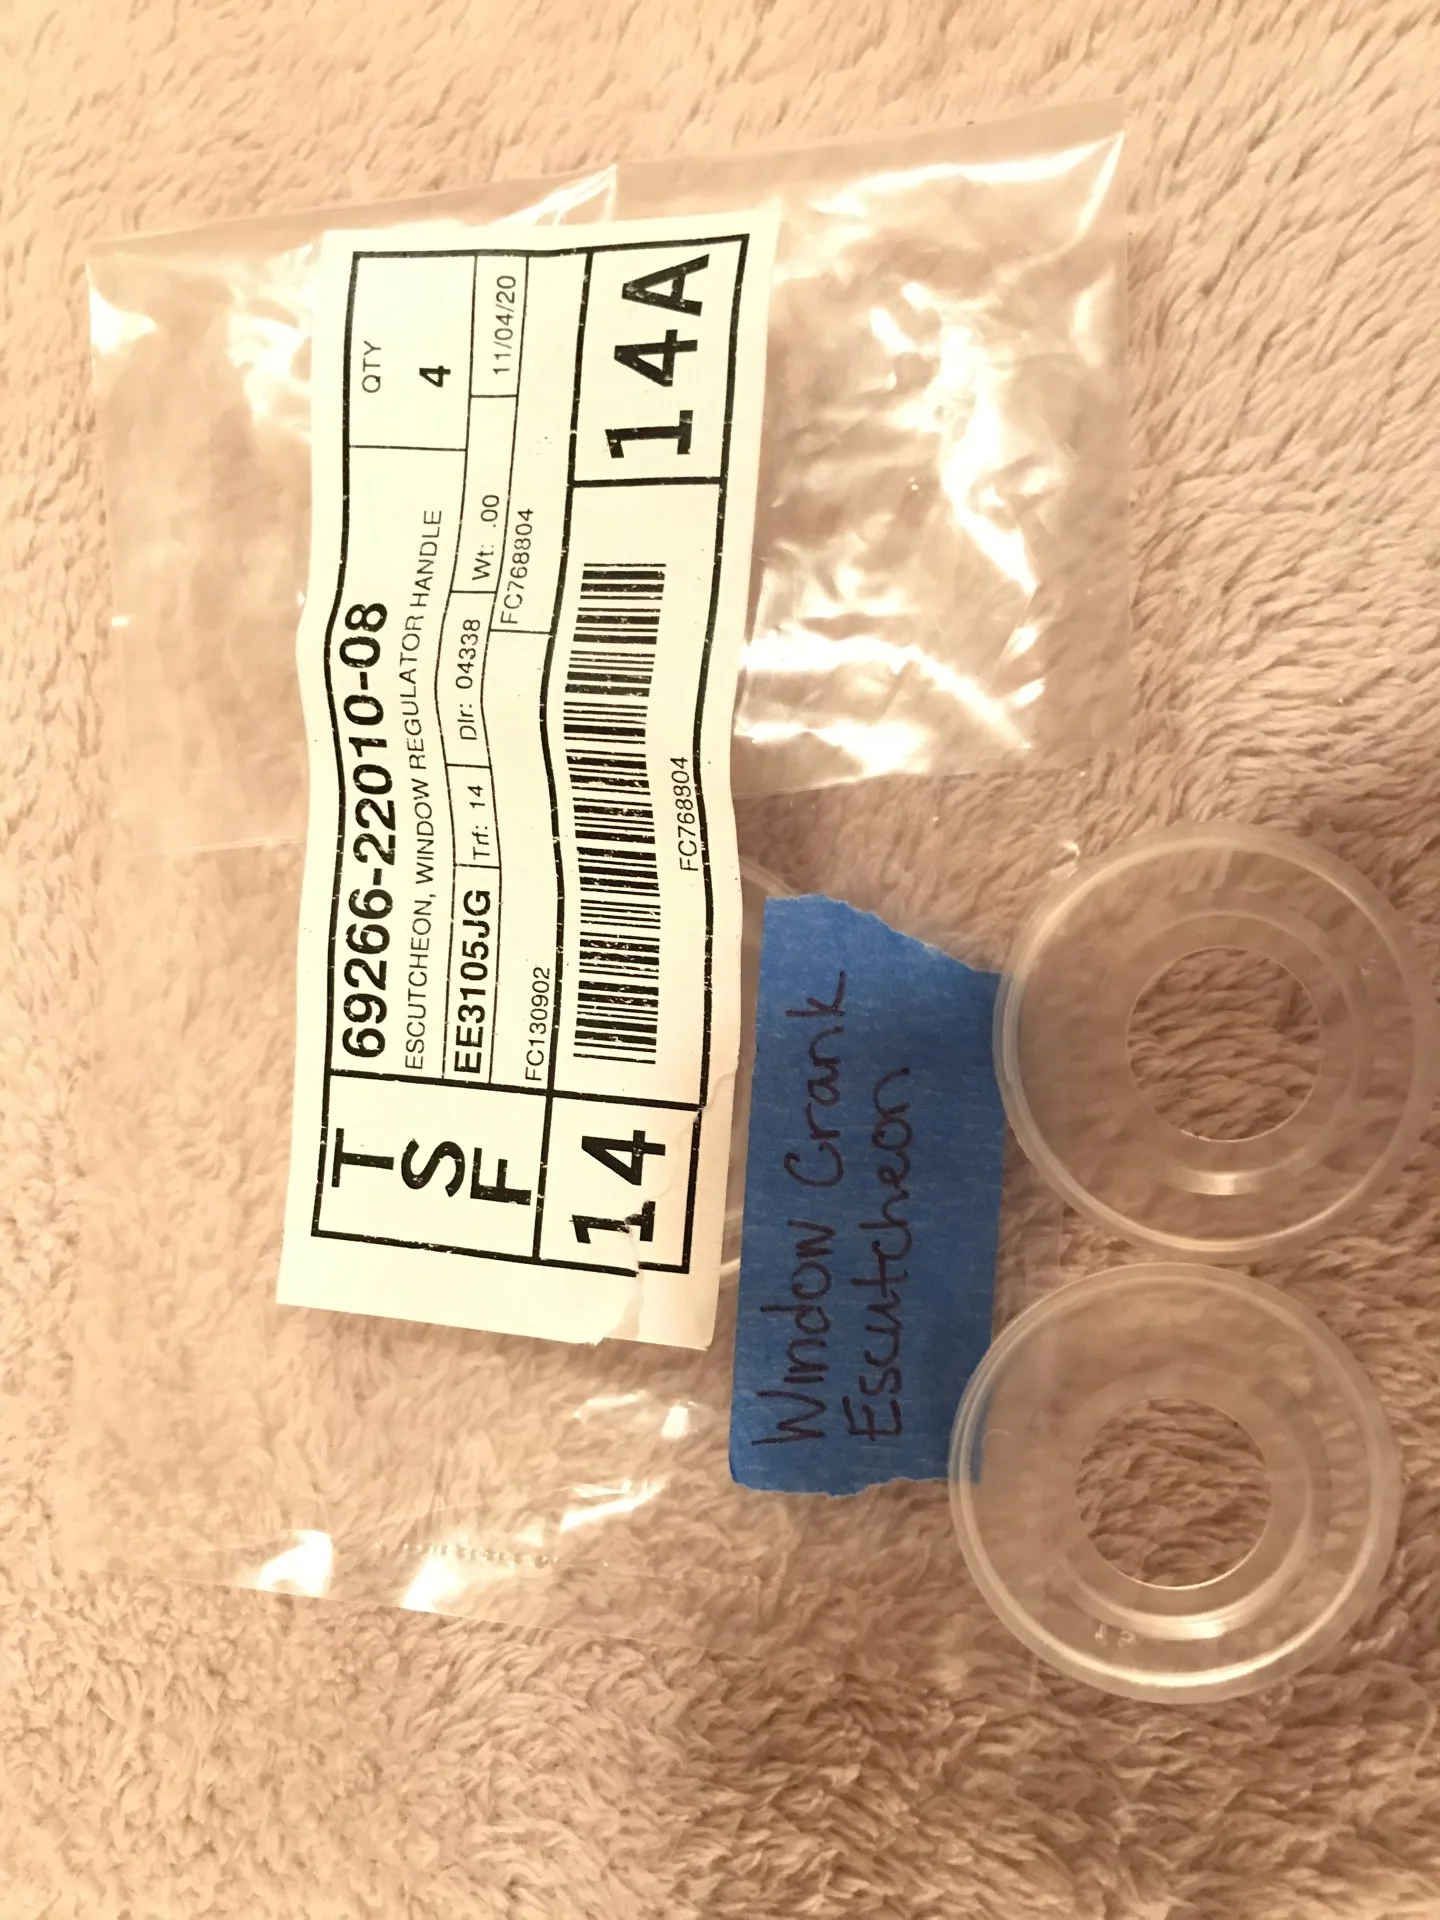 T
S
F
69266-22010-08
QTY
4
ESCUTCHEON, WINDOW REGULATOR HANDLE
EE3105JG
Trf: 14
Dlr: 04338
Wt: .00
11/04/20
FC130902
FC768804
14
FC768804
14A
Window Crank
Escutcheon